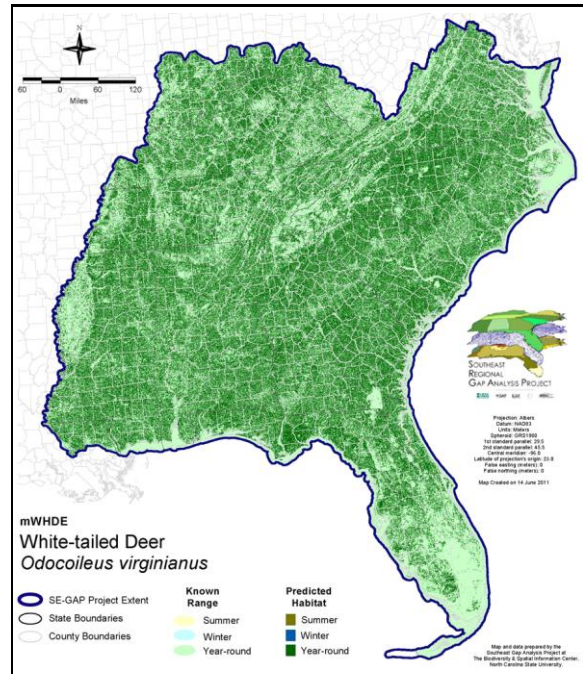 N
60 0 60 120
Miles
SOUTHEAST
REGIONAL
GAP ANALYSIS PROJECT
Projection: Albers
Datum: NAD83
Units: Meters
Spheroid: GRS1980
1st standard parallel: 29.5
2nd standard parallel: 45.5
Central meridian: -96.0
Latitude of projection's origin: 23.0
False easting (meters): 0
False northing (meters): 0
Map Created on 14 June 2011
mWHDE
White-tailed Deer
Odocoileus virginianus
SE-GAP Project Extent
State Boundaries
County Boundaries
Known
Range
Summer
Winter
Year-round
Predicted
Habitat
Summer
Winter
Year-round
Map and data prepared by the
Southeast Gap Analysis Project at
The Biodiversity & Spatial Information Center,
North Carolina State University.